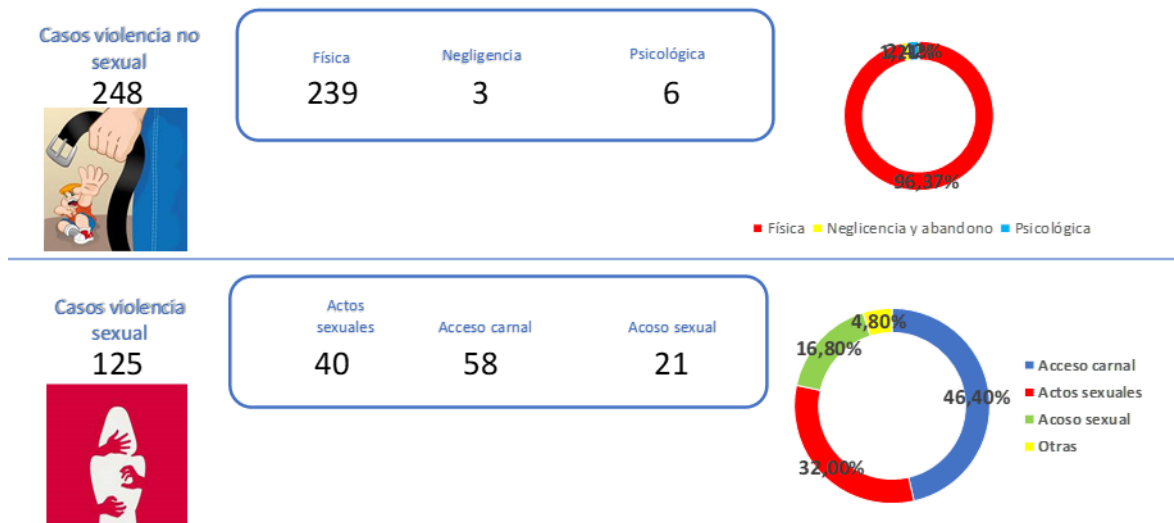 Casos violencia no
sexual
248
Física
239
Negligencia
3
Psicológica
6
96,37%
Física
Neglicencia y abandono
Psicológica
Casos violencia
sexual
125
Actos
sexuales
40
Acceso carnal
58
Acoso sexual
21
4,80%
16,80%
46,40%
32,00%
Acceso carnal
Actos sexuales
Acoso sexual
Otras